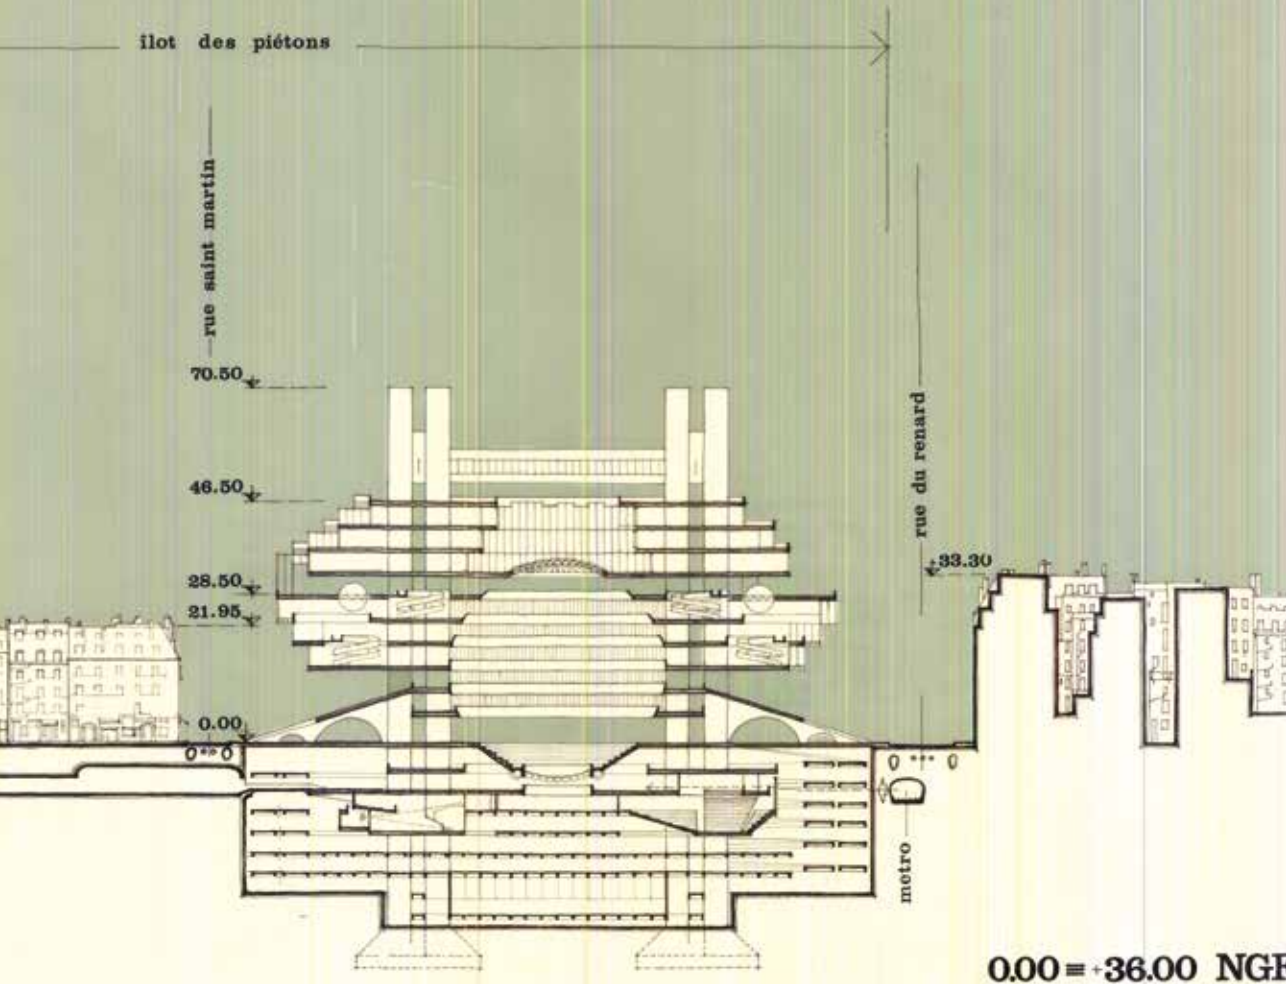 îlot des piétons
rue saint martin
70.50
46.50
28.50
21.95
0.00
rue du renard
+33.30
metro
0.00 ≡ +36.00 NGF